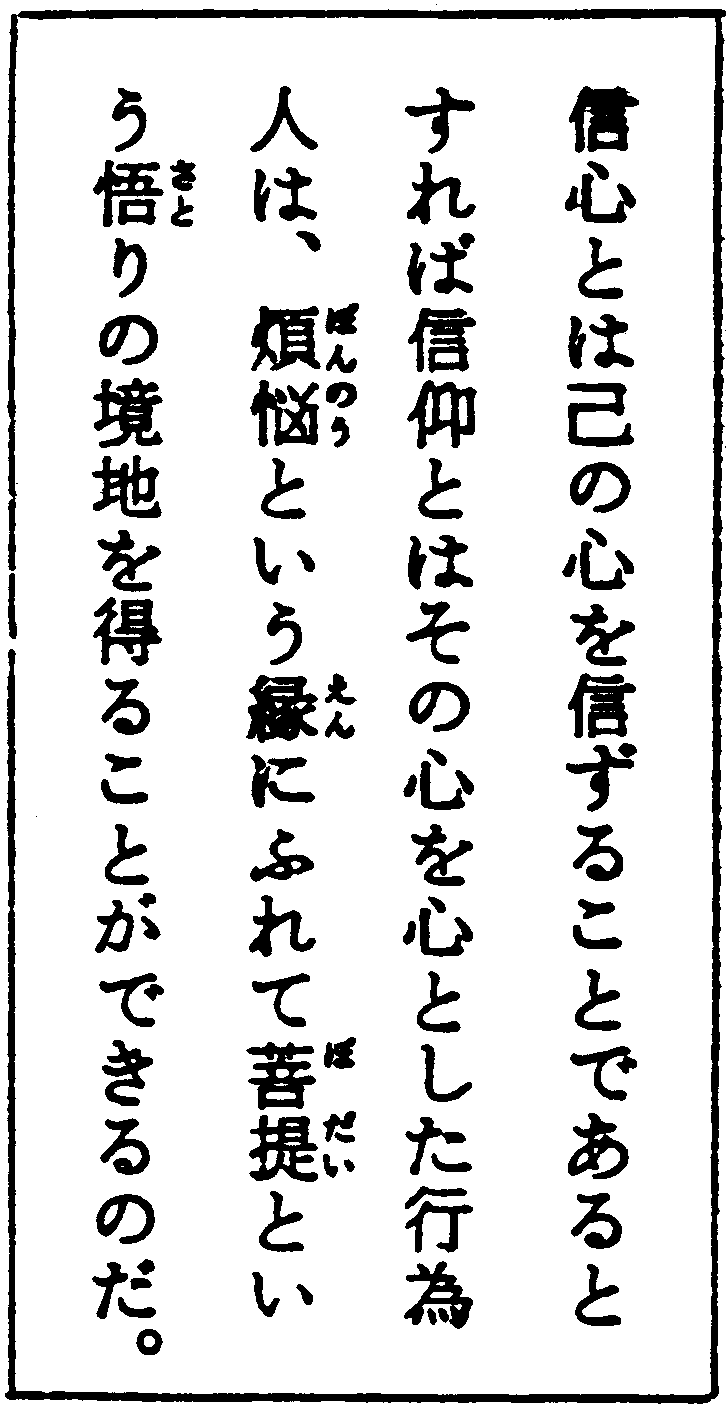 信心とは己の心を信ずることであると
すれば信仰とはその心を心とした行為
人は、煩悩という縁にふれて菩提とい
う悟りの境地を得ることができるのだ。